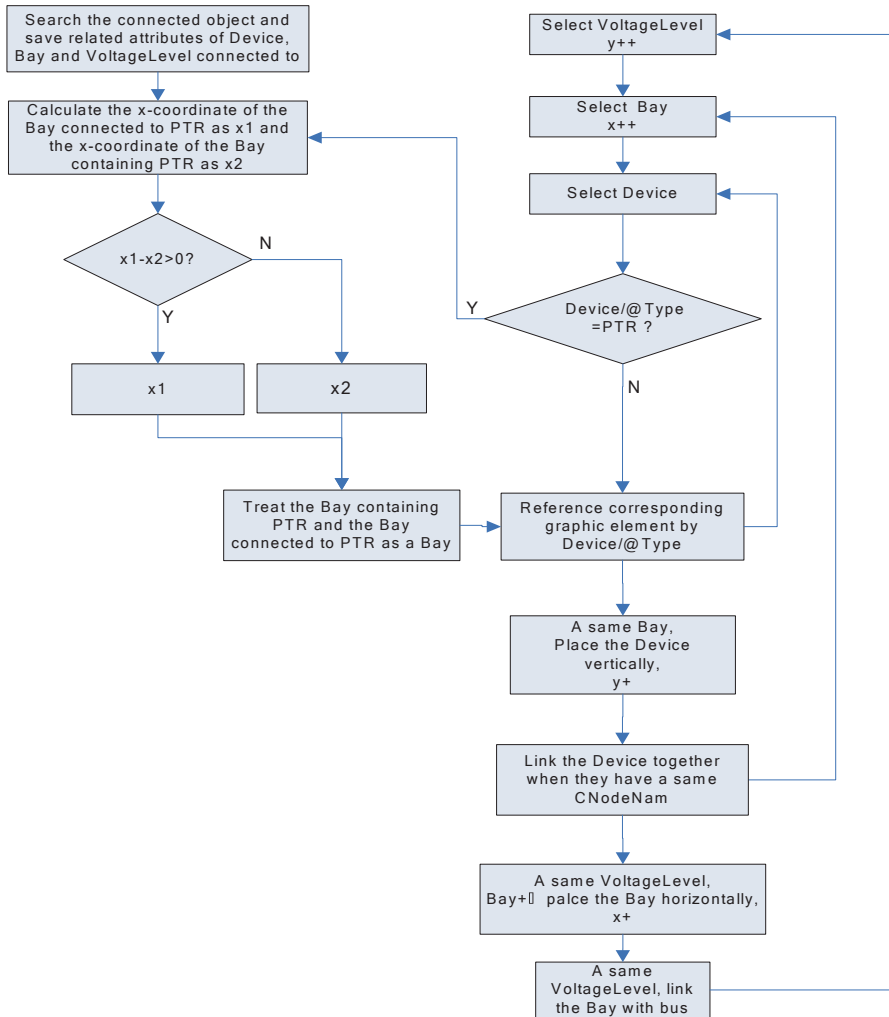 Search the connected object and
save related attributes of Device,
Bay and VoltageLevel connected to
Calculate the x-coordinate of the
Bay connected to PTR as x1 and
the x-coordinate of the Bay
containing PTR as x2
x1-x2>0?
N
Y
x1
x2
Treat the Bay containing
PTR and the Bay
connected to PTR as a Bay
Select VoltageLevel
y++
Select Bay
x++
Select Device
Device/@Type
=PTR ?
Y
N
Reference corresponding
graphic element by
Device/@Type
A same Bay,
Place the Device
vertically,
y+
Link the Device together
when they have a same
CNodeNam
A same VoltageLevel,
Bay+▯ palce the Bay horizontally,
x+
A same
VoltageLevel, link
the Bay with bus